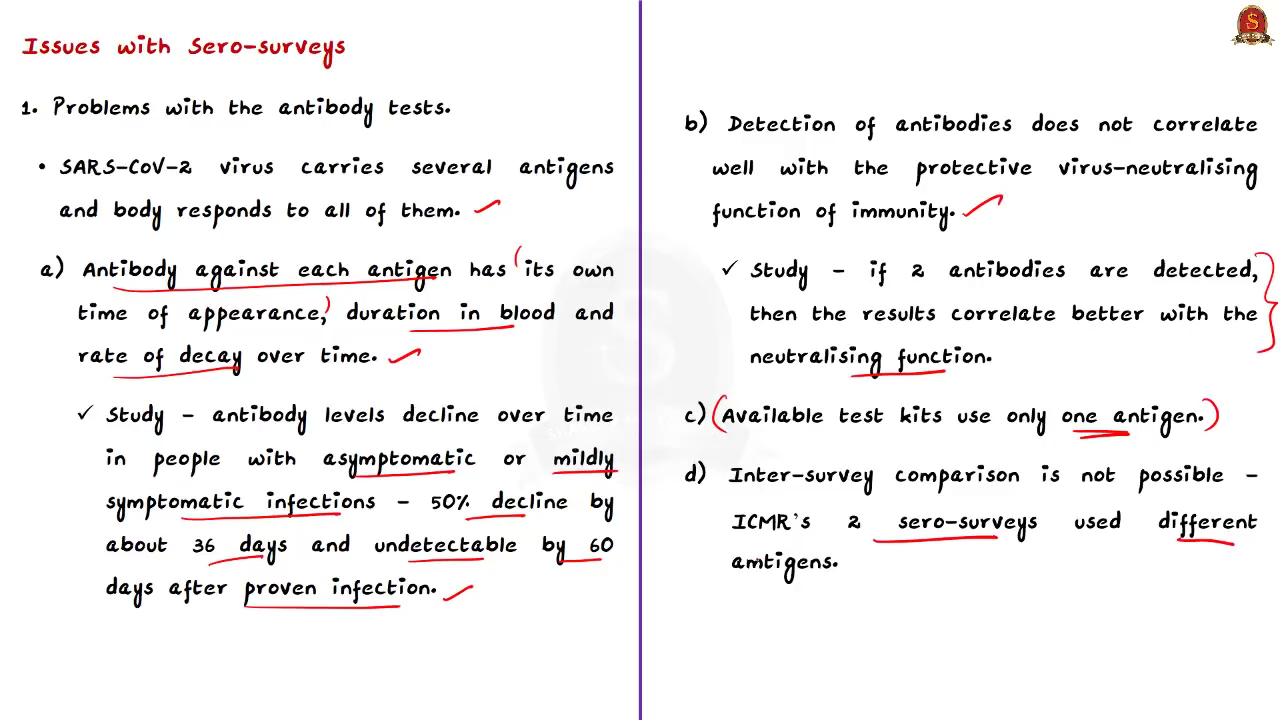 Issues with Sero-surveys
1. Problems with the antibody tests.
• SARS-CoV-2 virus carries several antigens
and body responds to all of them.
a) Antibody against each antigen has its own
time of appearance, duration in blood and
rate of decay over time.
✓ Study - antibody levels decline over time
in people with asymptomatic or mildly
symptomatic infections - 50% decline by
about 36 days and undetectable by 60
days after proven infection.
b) Detection of antibodies does not correlate
well with the protective virus-neutralising
function of immunity.
✓ Study - if 2 antibodies are detected,
then the results correlate better with the
neutralising function.
c) (Available test kits use only one antigen.)
d) Inter-survey comparison is not possible -
ICMR's 2 sero-surveys used different
amtigens.